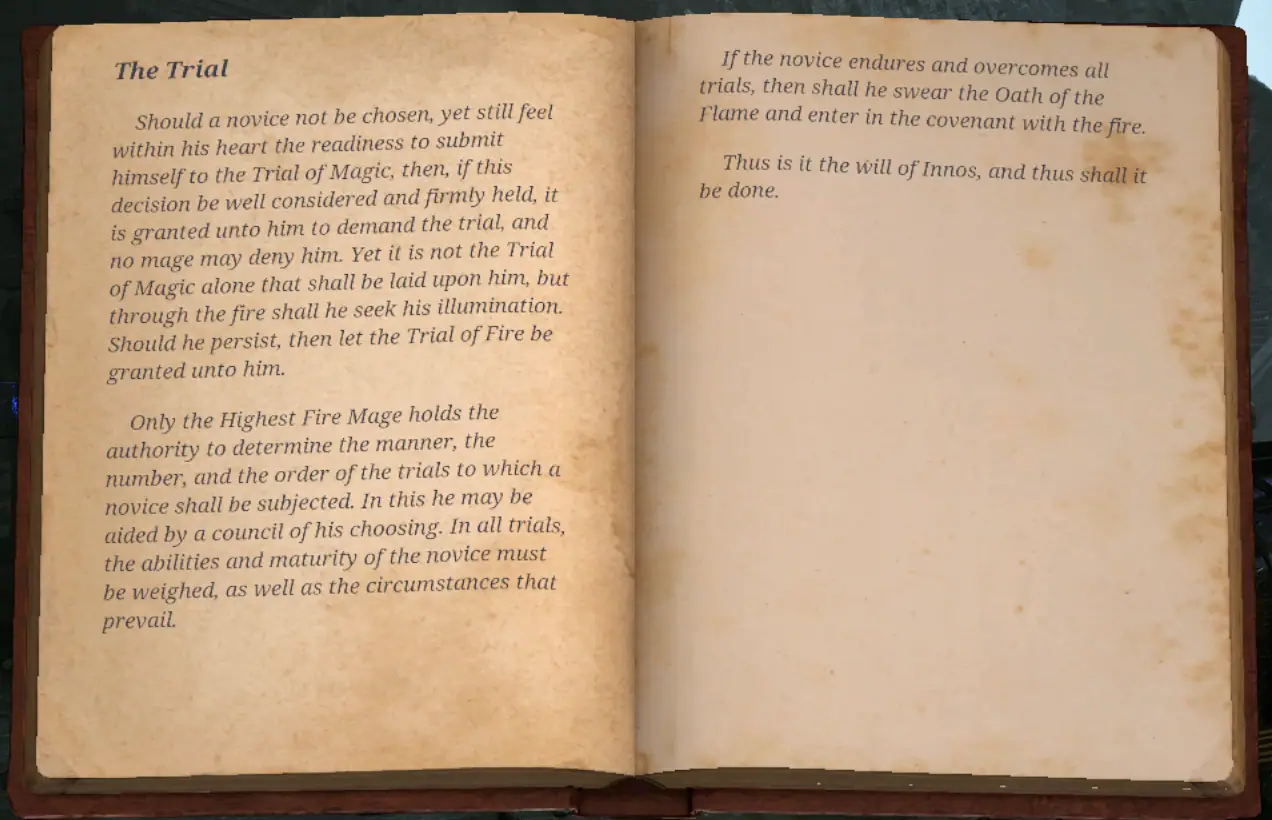 The Trial
Should a novice not be chosen, yet still feel
within his heart the readiness to submit
himself to the Trial of Magic, then, if this
decision be well considered and firmly held, it
is granted unto him to demand the trial, and
no mage may deny him. Yet it is not the Trial
of Magic alone that shall be laid upon him, but
through the fire shall he seek his illumination.
Should he persist, then let the Trial of Fire be
granted unto him.
Only the Highest Fire Mage holds the
authority to determine the manner, the
number, and the order of the trials to which a
novice shall be subjected. In this he may be
aided by a council of his choosing. In all trials,
the abilities and maturity of the novice must
be weighed, as well as the circumstances that
prevail.
If the novice endures and overcomes all
trials, then shall he swear the Oath of the
Flame and enter in the covenant with the fire.
Thus is it the will of Innos, and thus shall it
be done.